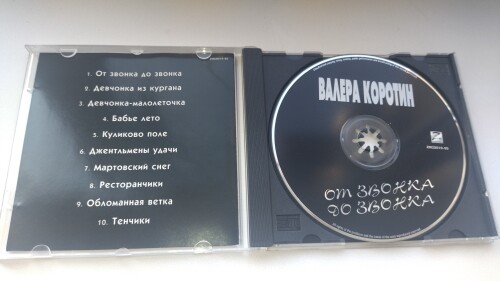 1. От звонка до звонка
2. Девчонка из кургана
3. Девчонка-малолеточка
4. Бабье лето
5. Куликово поле
6. Джентльмены удачи
7. Мартовский снег
8. Ресторанчики
9. Обломанная ветка
10. Тенчики
ВАЛЕРА КОРОТИН
ОТ ЗВОНКА
ДО ЗВОНКА